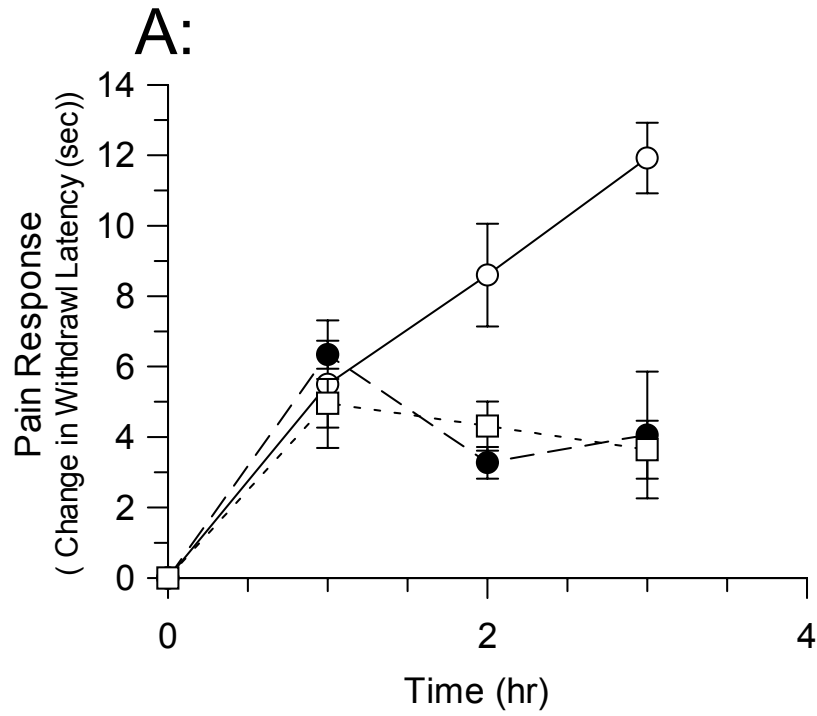 A:
14
12
10
8
6
4
2
0
Pain Response
( Change in Withdrawl Latency (sec))
0 2 4
Time (hr)